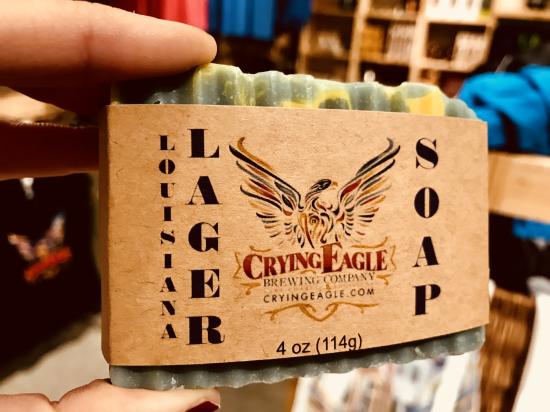 LOUISIANA
LAGER
SOAP
CRYING EAGLE
BREWING COMPANY
CRYINGEAGLE.COM
4 oz (114g)